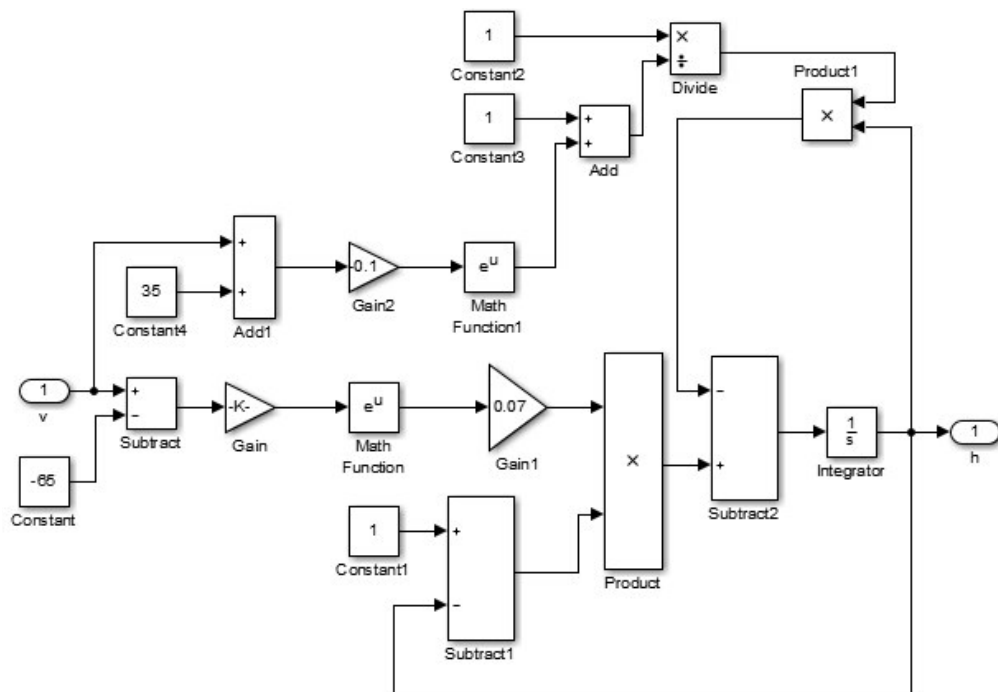 1
Constant2
×
÷
Divide
Product1
×
1
Constant3
+
+
Add
+
+
Add1
35
Constant4
-0.1
Gain2
eu
Math
Function1
1
v
+
−
Subtract
-K-
Gain
eu
Math
Function
0.07
Gain1
×
Product
−
+
Subtract2
1
s
Integrator
1
h
-65
Constant
1
Constant1
+
−
Subtract1